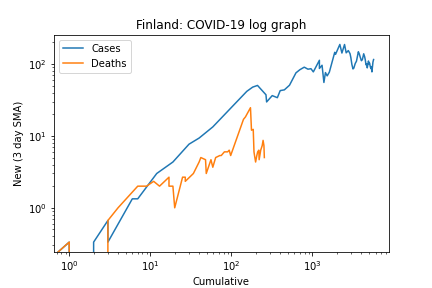 Finland: COVID-19 log graph
Cases
Deaths
New (3 day SMA)
10²
10¹
10⁰
10⁰ 10¹ 10² 10³
Cumulative